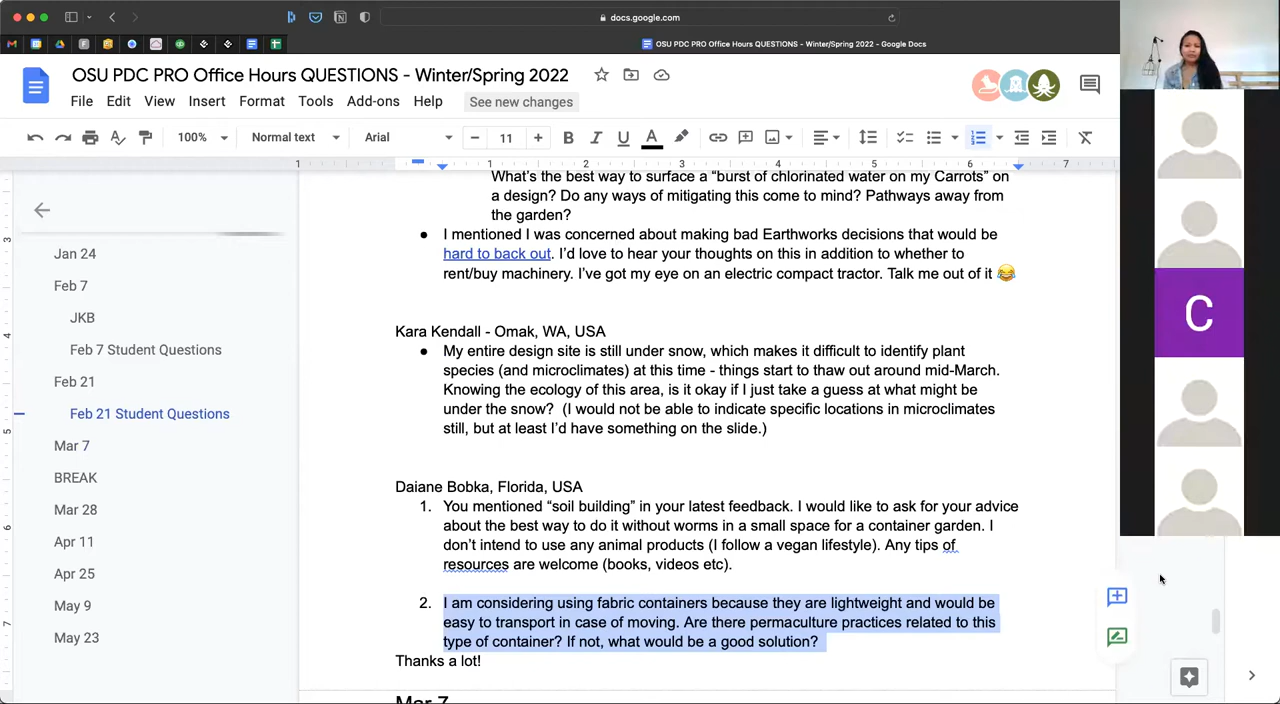 docs.google.com
OSU PDC PRO Office Hours QUESTIONS - Winter/Spring 2022 - Google Docs
OSU PDC PRO Office Hours QUESTIONS - Winter/Spring 2022
File Edit View Insert Format Tools Add-ons Help See new changes
100% Normal text Arial 11
1 1 2 3 4 5 6 7
What's the best way to surface a “burst of chlorinated water on my Carrots” on
a design? Do any ways of mitigating this come to mind? Pathways away from
the garden?
I mentioned I was concerned about making bad Earthworks decisions that would be
hard to back out. I'd love to hear your thoughts on this in addition to whether to
rent/buy machinery. I've got my eye on an electric compact tractor. Talk me out of it 😂
Kara Kendall - Omak, WA, USA
My entire design site is still under snow, which makes it difficult to identify plant
species (and microclimates) at this time - things start to thaw out around mid-March.
Knowing the ecology of this area, is it okay if I just take a guess at what might be
under the snow? (I would not be able to indicate specific locations in microclimates
still, but at least I'd have something on the slide.)
Daiane Bobka, Florida, USA
1. You mentioned “soil building” in your latest feedback. I would like to ask for your advice
about the best way to do it without worms in a small space for a container garden. I
don't intend to use any animal products (I follow a vegan lifestyle). Any tips of
resources are welcome (books, videos etc).
2. I am considering using fabric containers because they are lightweight and would be
easy to transport in case of moving. Are there permaculture practices related to this
type of container? If not, what would be a good solution?
Thanks a lot!
Mar 7
Jan 24
Feb 7
JKB
Feb 7 Student Questions
Feb 21
Feb 21 Student Questions
Mar 7
BREAK
Mar 28
Apr 11
Apr 25
May 9
May 23
3
4
5
6
7
C